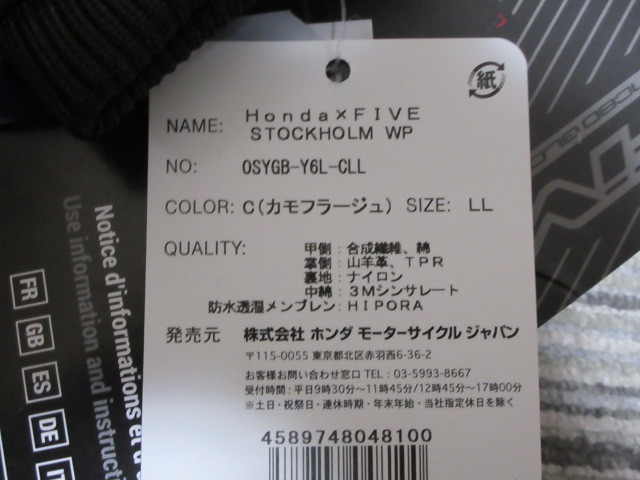 紙
NAME: Honda×FIVE
STOCKHOLM WP
NO: 0SYGB-Y6L-CLL
COLOR: C(カモフラージュ) SIZE: LL
QUALITY: 甲側：合成繊維、綿
掌側：山羊革、TPR
裏地：ナイロン
中綿：3Mシンサレート
防水透湿メンブレン：HIPORA
発売元 株式会社 ホンダ モーターサイクル ジャパン
〒115-0055 東京都北区赤羽西6-36-2
お客様お問い合わせ窓口 TEL：03-5993-8667
受付時間：平日9時30分～11時45分/12時45分～17時00分
※土日・祝祭日・連休時期・年末年始・当社指定休日を除く
4589748048100
Notice d'informations et d'
Use information and instruct
FR
GB
ES
DE